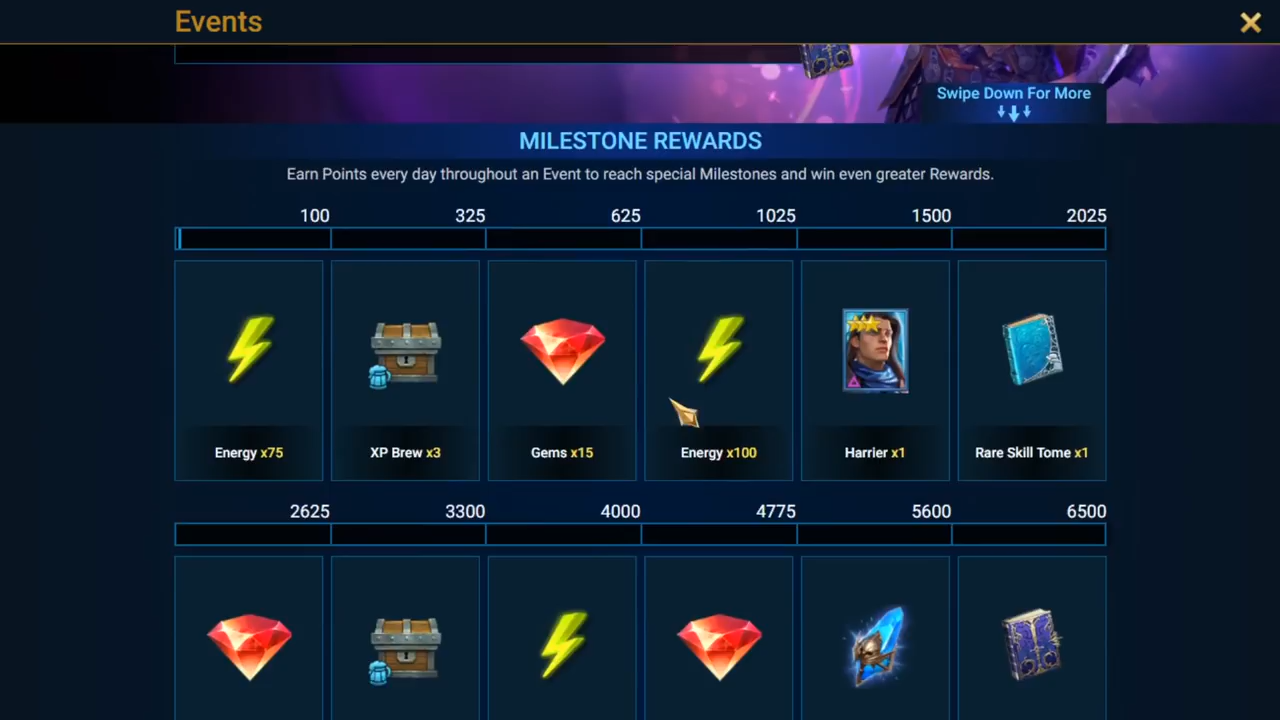 Events
Swipe Down For More
MILESTONE REWARDS
Earn Points every day throughout an Event to reach special Milestones and win even greater Rewards.
100 325 625 1025 1500 2025
Energy x75 XP Brew x3 Gems x15 Energy x100 Harrier x1 Rare Skill Tome x1
2625 3300 4000 4775 5600 6500